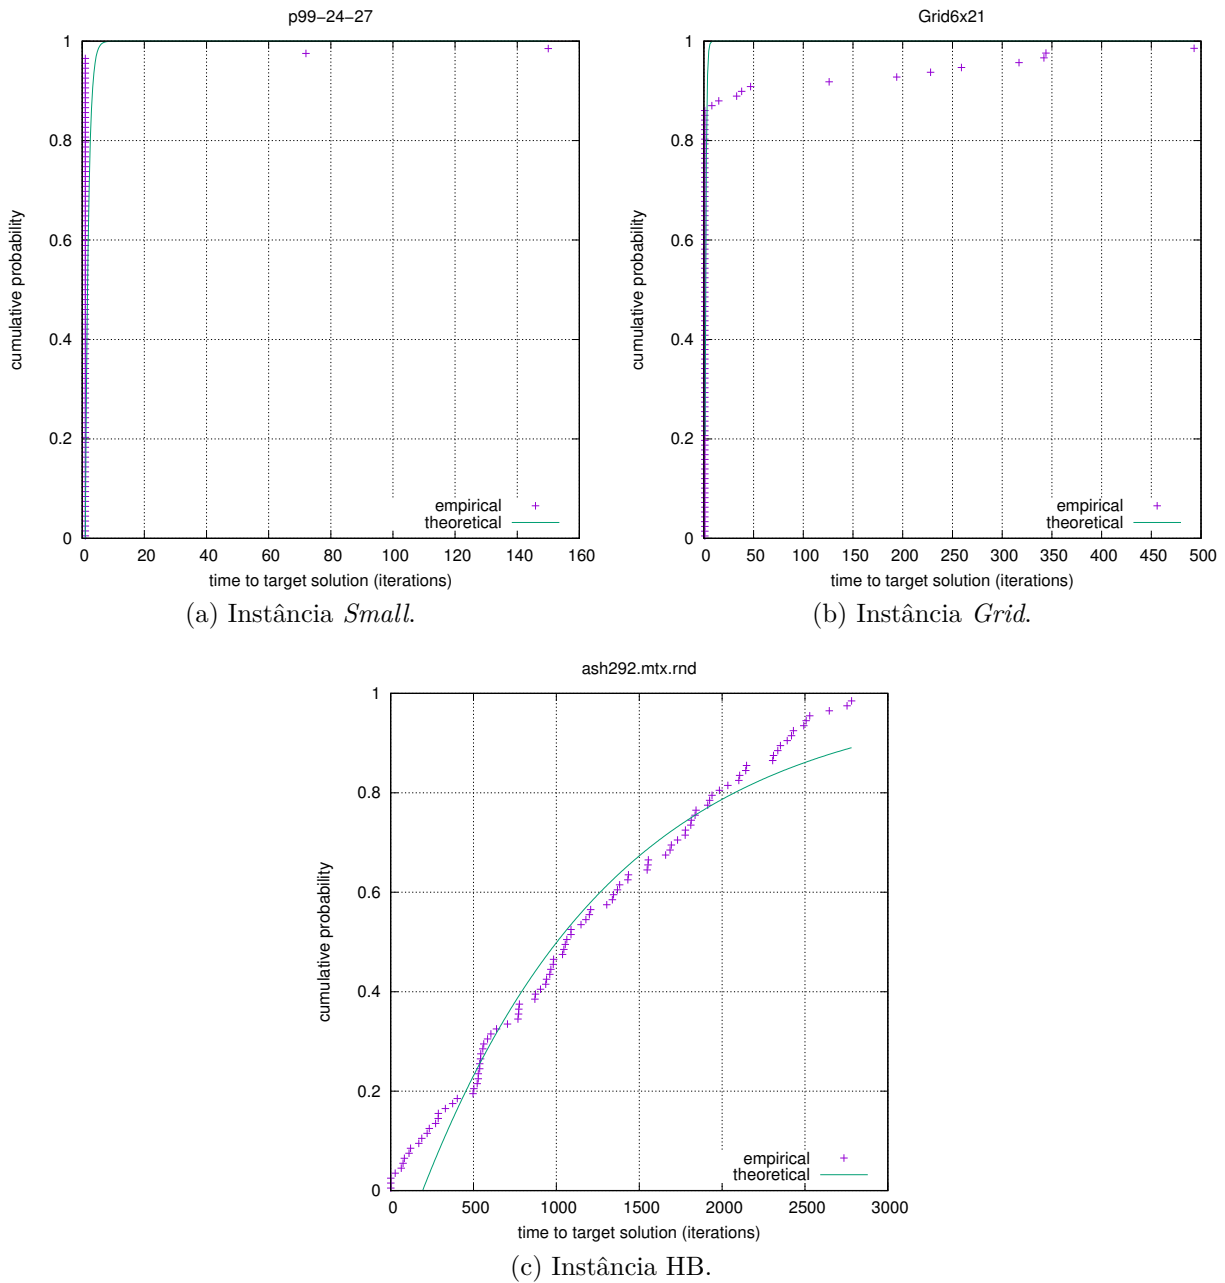 p99−24−27
1
0.8
0.6
0.4
0.2
0
cumulative probability
empirical
theoretical
0 20 40 60 80 100 120 140 160
time to target solution (iterations)
(a) Instância Small.
Grid6x21
1
0.8
0.6
0.4
0.2
0
cumulative probability
empirical
theoretical
0 50 100 150 200 250 300 350 400 450 500
time to target solution (iterations)
(b) Instância Grid.
ash292.mtx.rnd
1
0.8
0.6
0.4
0.2
0
cumulative probability
empirical
theoretical
0 500 1000 1500 2000 2500 3000
time to target solution (iterations)
(c) Instância HB.